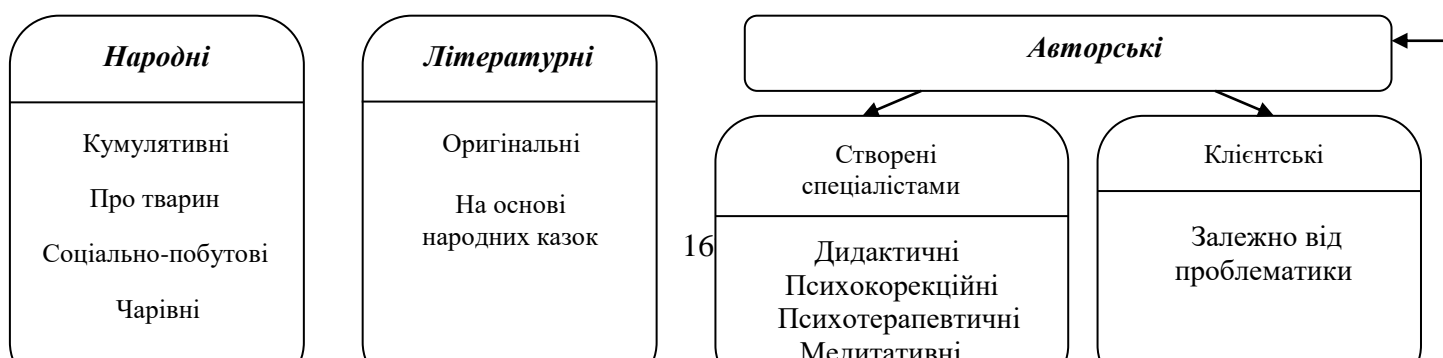 Народні
Кумулятивні
Про тварин
Соціально-побутові
Чарівні
Літературні
Оригінальні
На основі
народних казок
16
Авторські
Створені
спеціалістами
Дидактичні
Психокорекційні
Психотерапевтичні
Медитативні
Клієнтські
Залежно від
проблематики